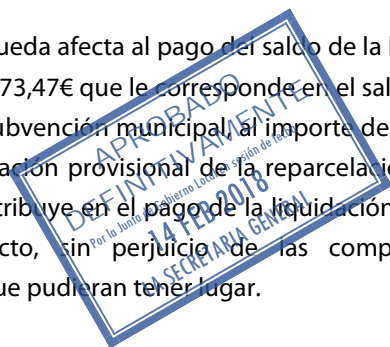 ueda afecta al pago del saldo de la
73,47€ que le corresponde en el sal
ubvención municipal, al importe de
ación provisional de la reparcelació
tribuye en el pago de la liquidación
cto, sin perjuicio de las comp
ue pudieran tener lugar.
APROBADO
DEFINITIVAMENTE
Por la Junta de Gobierno Local en sesión de fecha
14 FEB 2018
LA SECRETARIA GENERAL